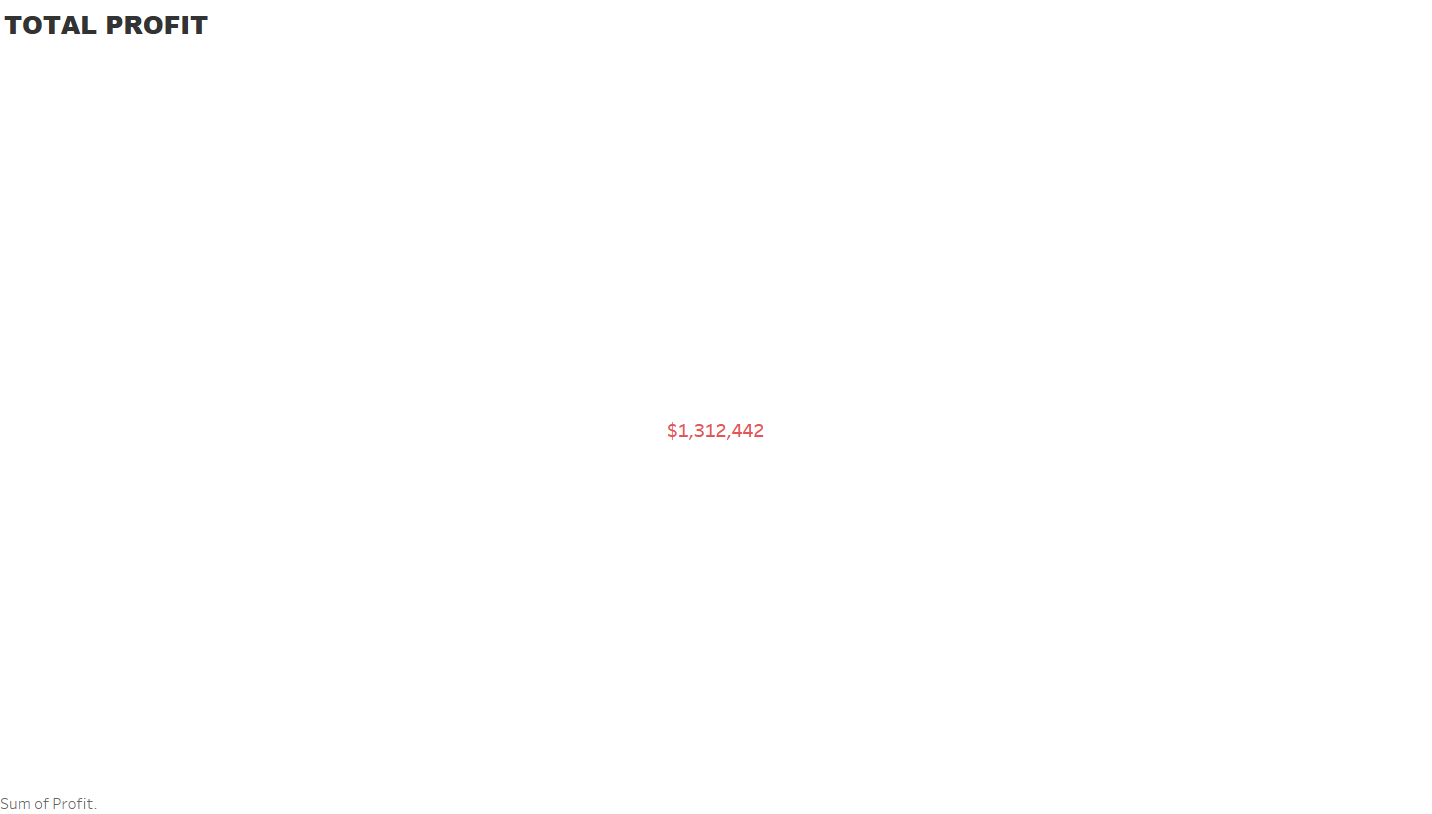 TOTAL PROFIT
$1,312,442
Sum of Profit.